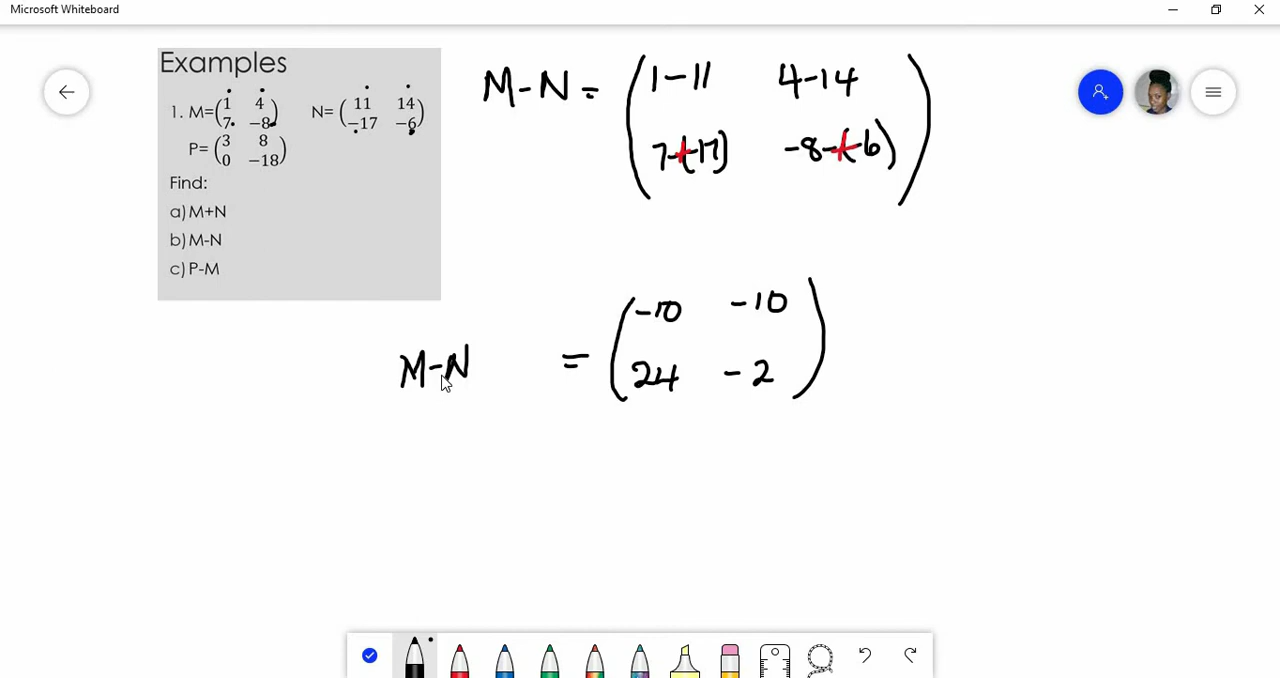 Microsoft Whiteboard
Examples
1. M=(1 4
7 -8) N= (11 14
-17 -6)
P= (3 8
0 -18)
Find:
a) M+N
b) M-N
c) P-M
M-N = (1-11 4-14
7-(-17) -8-(-6))
M-N = (-10 -10
24 -2)